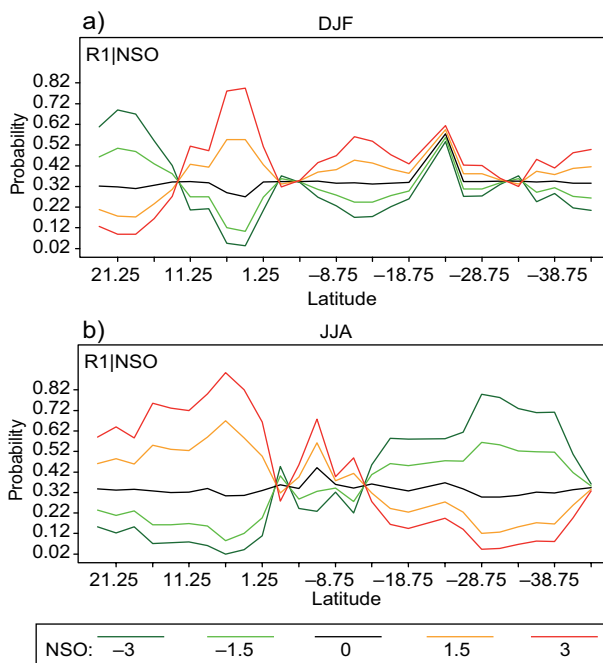 a)
DJF
R1|NSO
0.82
0.72
0.62
0.52
0.42
0.32
0.22
0.12
0.02
Probability
21.25 11.25 1.25 –8.75 –18.75 –28.75 –38.75
Latitude
b)
JJA
R1|NSO
0.82
0.72
0.62
0.52
0.42
0.32
0.22
0.12
0.02
Probability
21.25 11.25 1.25 –8.75 –18.75 –28.75 –38.75
Latitude
NSO: –3 –1.5 0 1.5 3